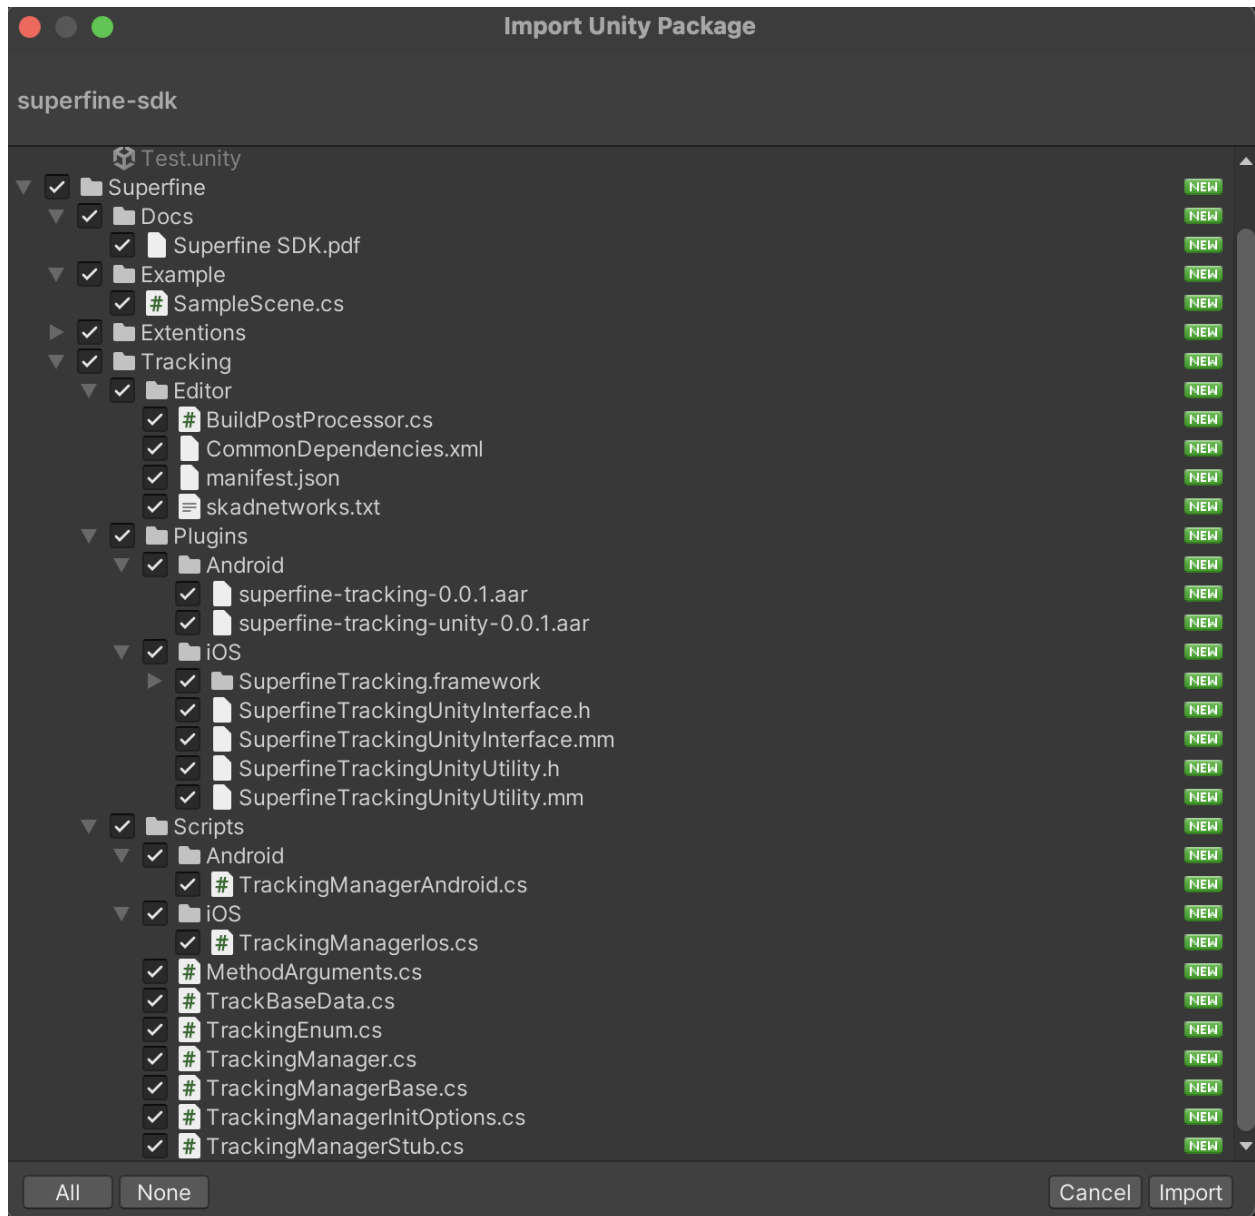 Import Unity Package
superfine-sdk
Test.unity
Superfine NEW
Docs NEW
Superfine SDK.pdf NEW
Example NEW
# SampleScene.cs NEW
Extentions NEW
Tracking NEW
Editor NEW
# BuildPostProcessor.cs NEW
CommonDependencies.xml NEW
manifest.json NEW
skadnetworks.txt NEW
Plugins NEW
Android NEW
superfine-tracking-0.0.1.aar NEW
superfine-tracking-unity-0.0.1.aar NEW
iOS NEW
SuperfineTracking.framework NEW
SuperfineTrackingUnityInterface.h NEW
SuperfineTrackingUnityInterface.mm NEW
SuperfineTrackingUnityUtility.h NEW
SuperfineTrackingUnityUtility.mm NEW
Scripts NEW
Android NEW
# TrackingManagerAndroid.cs NEW
iOS NEW
# TrackingManagerIos.cs NEW
# MethodArguments.cs NEW
# TrackBaseData.cs NEW
# TrackingEnum.cs NEW
# TrackingManager.cs NEW
# TrackingManagerBase.cs NEW
# TrackingManagerInitOptions.cs NEW
# TrackingManagerStub.cs NEW
All None Cancel Import